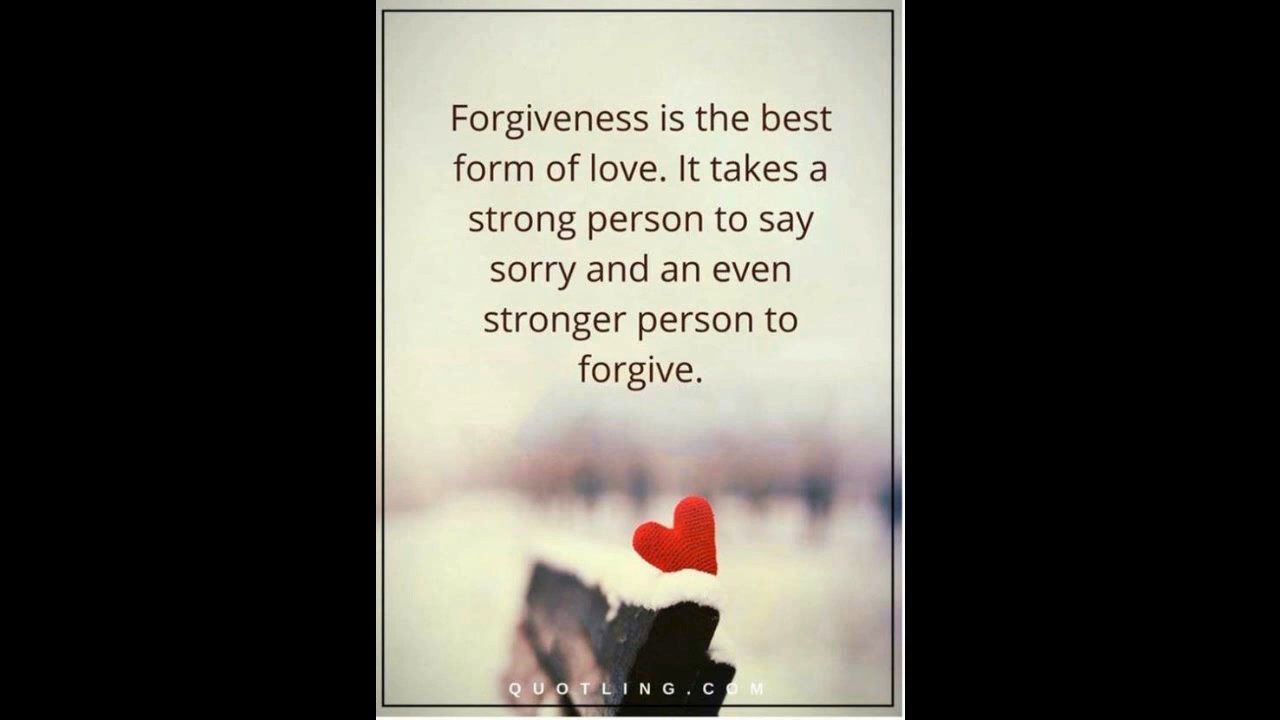 Forgiveness is the best
form of love. It takes a
strong person to say
sorry and an even
stronger person to
forgive.
QUOTLING.COM